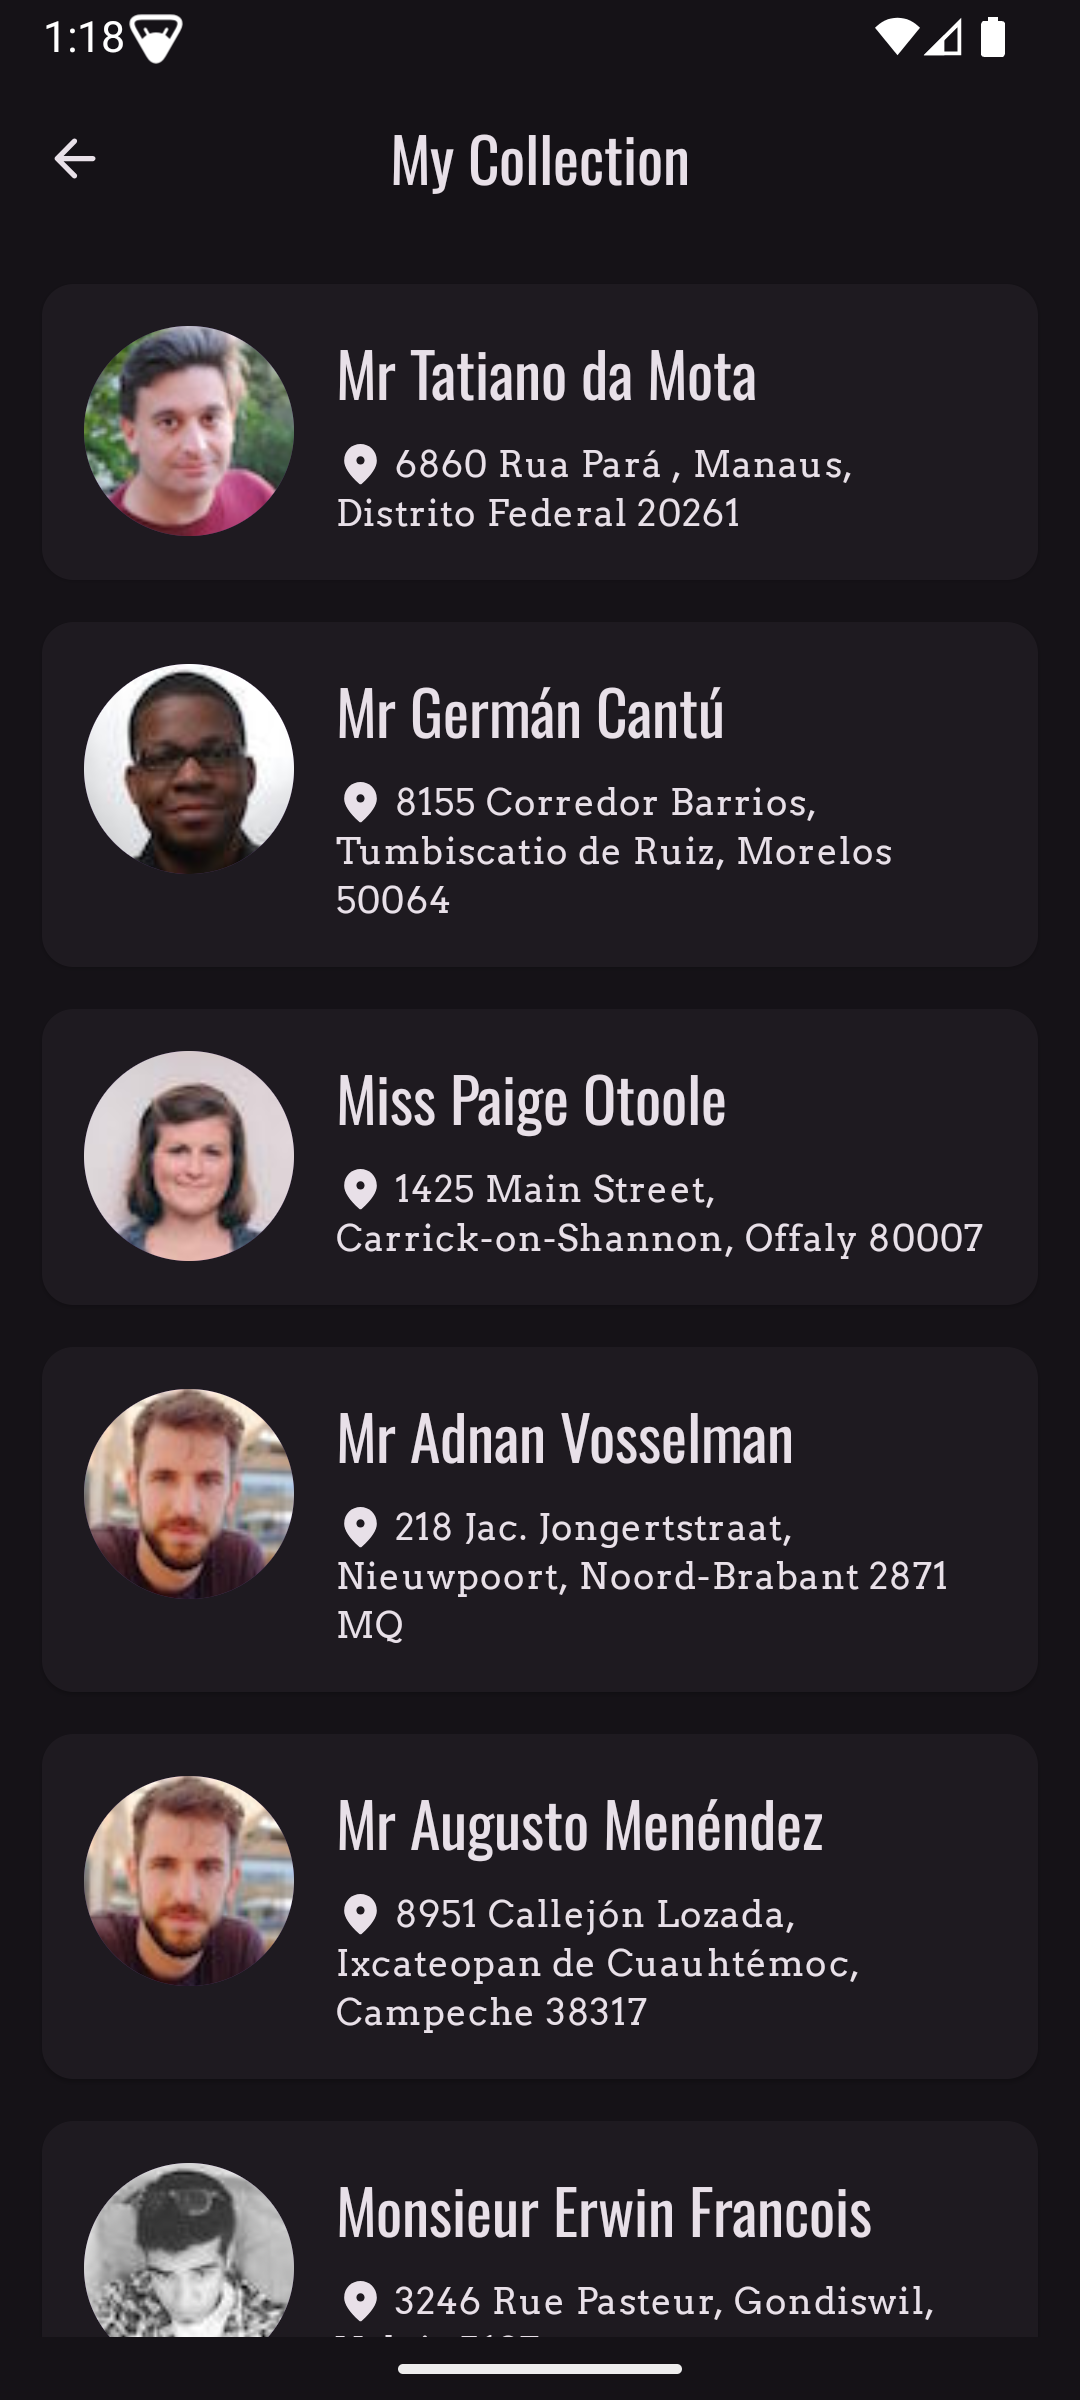 1:18
My Collection
Mr Tatiano da Mota
6860 Rua Pará , Manaus,
Distrito Federal 20261
Mr Germán Cantú
8155 Corredor Barrios,
Tumbiscatio de Ruiz, Morelos
50064
Miss Paige Otoole
1425 Main Street,
Carrick-on-Shannon, Offaly 80007
Mr Adnan Vosselman
218 Jac. Jongertstraat,
Nieuwpoort, Noord-Brabant 2871
MQ
Mr Augusto Menéndez
8951 Callejón Lozada,
Ixcateopan de Cuauhtémoc,
Campeche 38317
Monsieur Erwin Francois
3246 Rue Pasteur, Gondiswil,